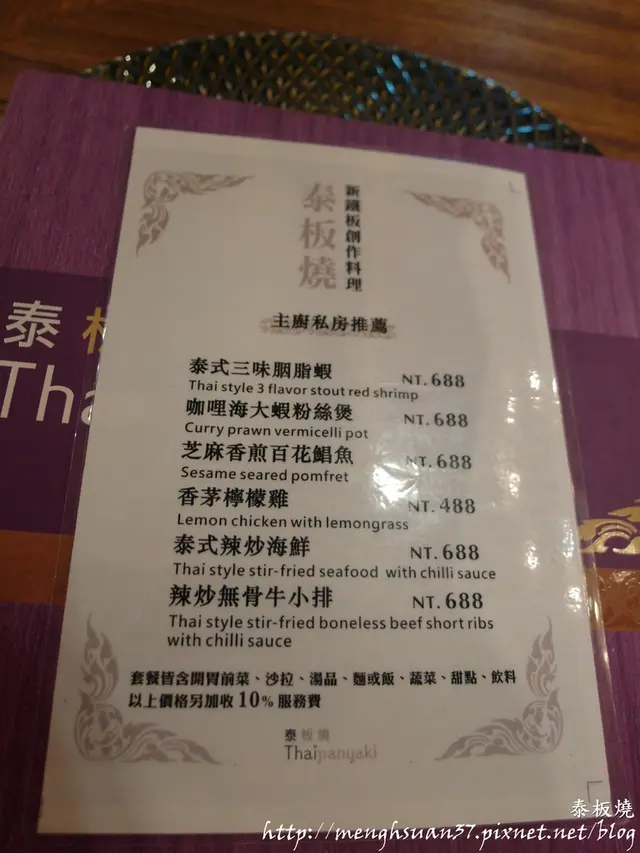 新鐵板創作料理
泰板燒
主廚私房推薦
泰式三味胭脂蝦 NT. 688
Thai style 3 flavor stout red shrimp
咖哩海大蝦粉絲煲 NT. 688
Curry prawn vermicelli pot
芝麻香煎百花鯧魚 NT. 688
Sesame seared pomfret
香茅檸檬雞 NT. 488
Lemon chicken with lemongrass
泰式辣炒海鮮 NT. 688
Thai style stir-fried seafood with chilli sauce
辣炒無骨牛小排 NT. 688
Thai style stir-fried boneless beef short ribs
with chilli sauce
套餐皆含開胃前菜、沙拉、湯品、麵或飯、蔬菜、甜點、飲料
以上價格另加收 10% 服務費
泰板燒
Thaipanyaki
泰板
Tha
泰板燒
http://menghsuan37.pixnet.net/blog